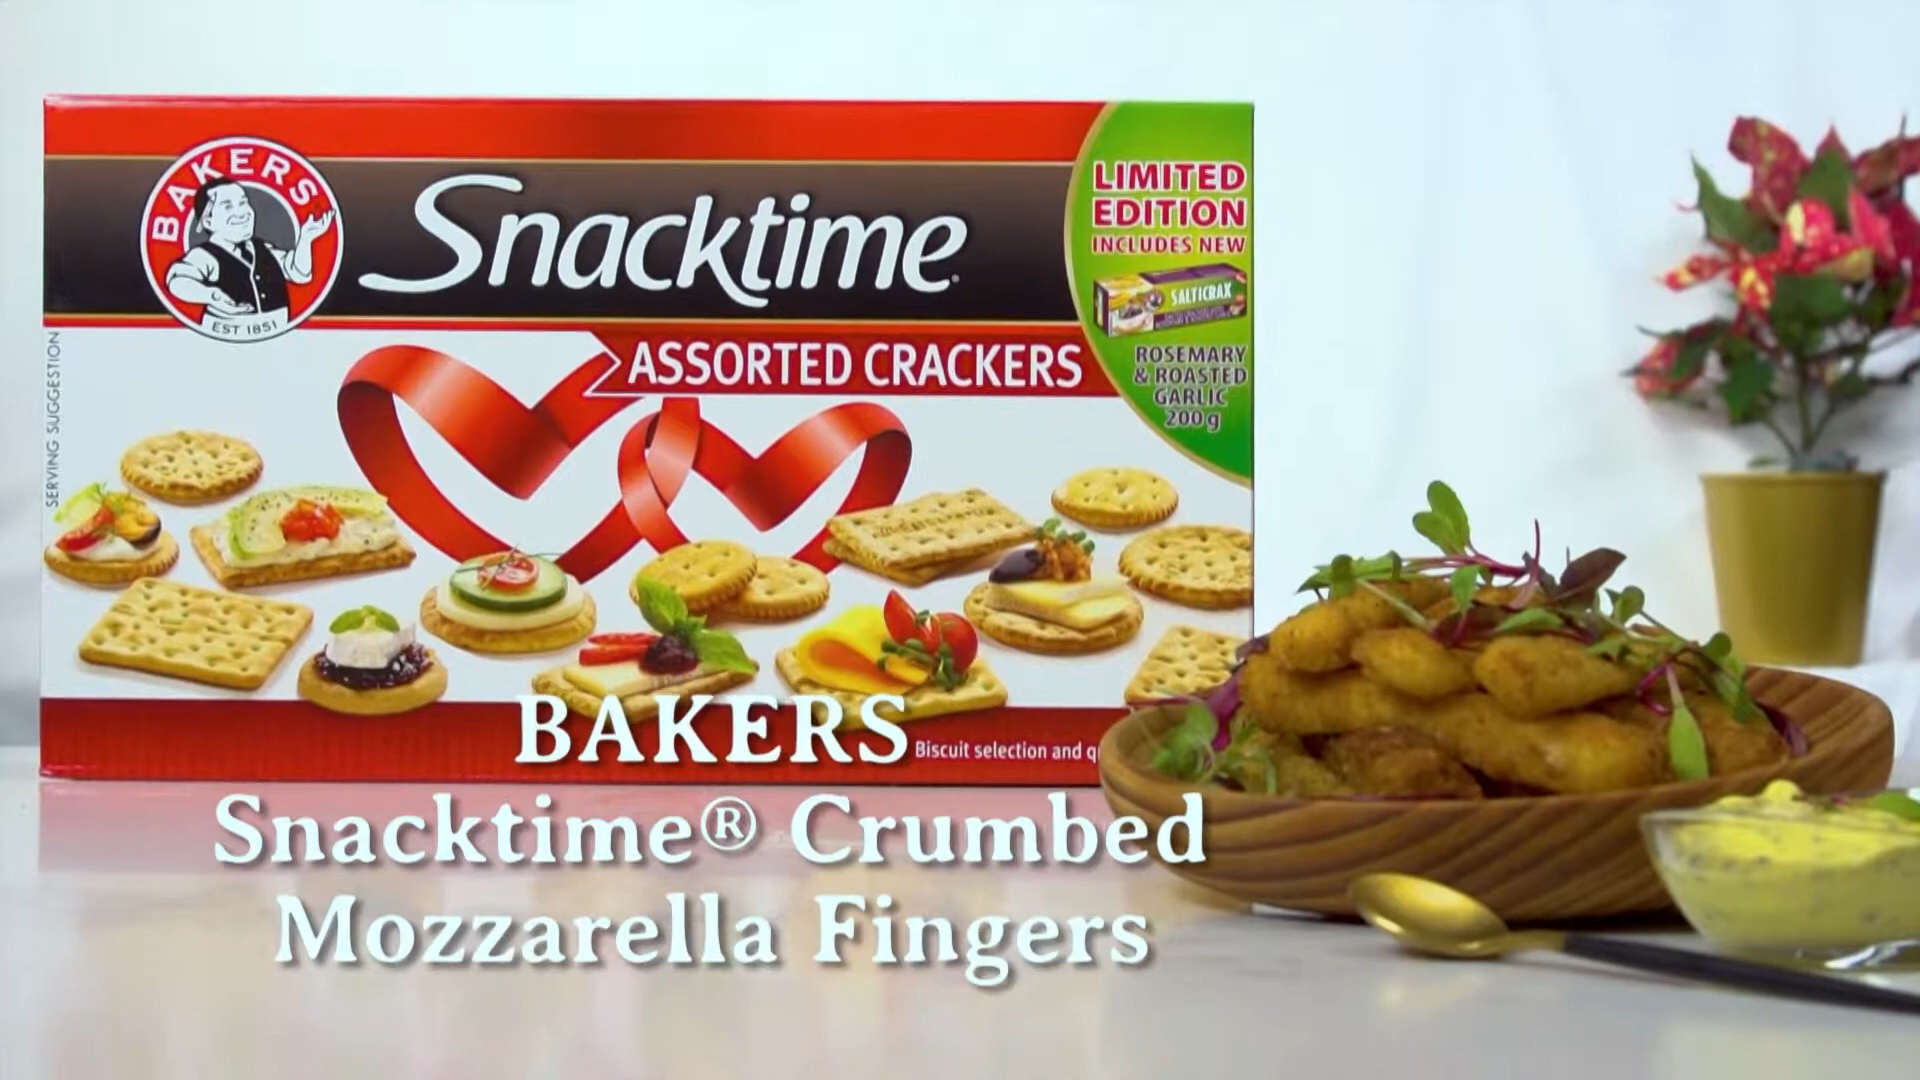 BAKERS
EST 1851
Snacktime
ASSORTED CRACKERS
LIMITED
EDITION
INCLUDES NEW
SALTICRAX
ROSEMARY
& ROASTED
GARLIC
200g
SERVING SUGGESTION
Biscuit selection and
BAKERS
Snacktime® Crumbed
Mozzarella Fingers